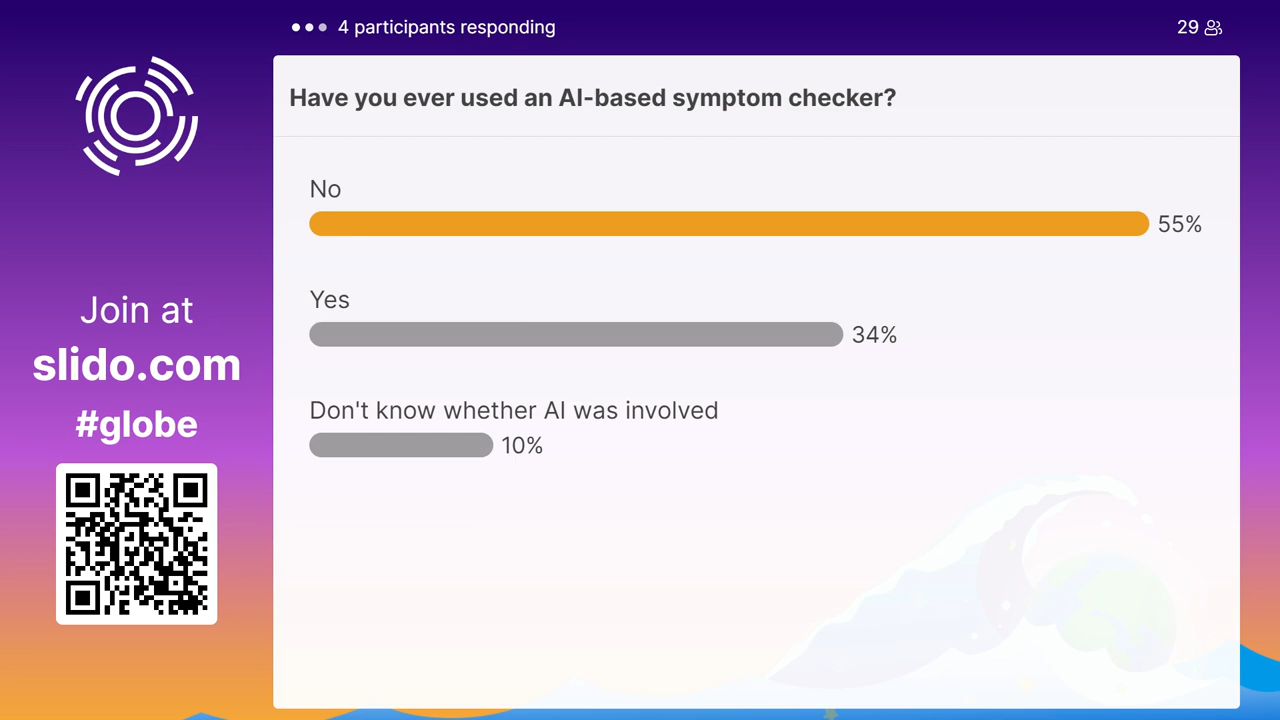 4 participants responding
29
Have you ever used an AI-based symptom checker?
No
55%
Yes
34%
Don't know whether AI was involved
10%
Join at
slido.com
#globe